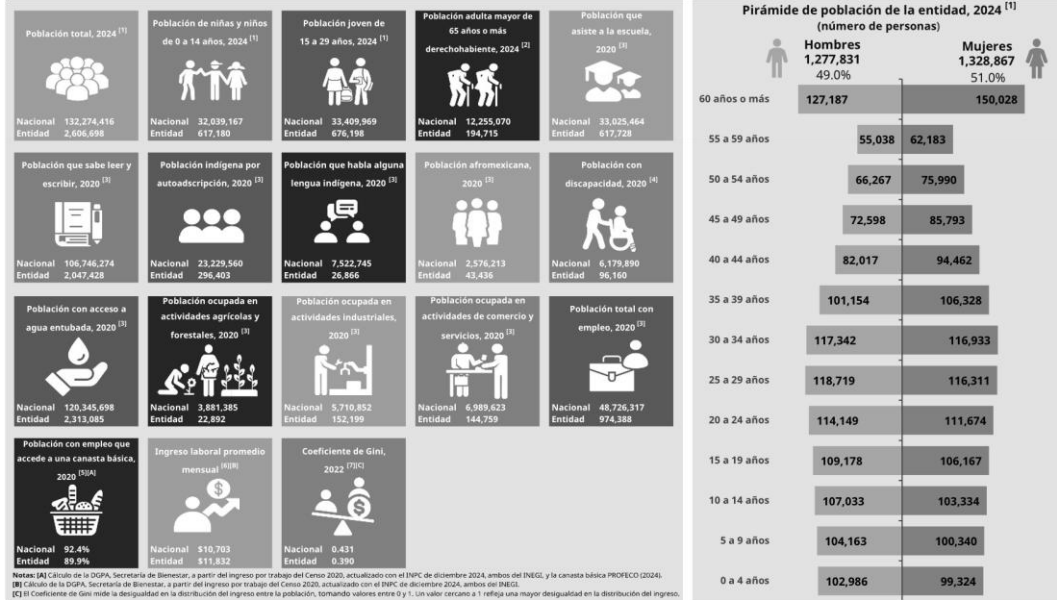 Población total, 2024 [1]
Nacional 132,274,416
Entidad 2,606,698
Población de niñas y niños
de 0 a 14 años, 2024 [1]
Nacional 32,039,167
Entidad 617,180
Población joven de
15 a 29 años, 2024 [1]
Nacional 33,409,969
Entidad 676,198
Población adulta mayor de
65 años o más
derechohabiente, 2024 [2]
Nacional 12,255,070
Entidad 194,715
Población que
asiste a la escuela,
2020 [3]
Nacional 33,025,464
Entidad 617,728
Población que sabe leer y
escribir, 2020 [3]
Nacional 106,746,274
Entidad 2,047,428
Población indígena por
autoadscripción, 2020 [3]
Nacional 23,229,560
Entidad 296,403
Población que habla alguna
lengua indígena, 2020 [3]
Nacional 7,522,745
Entidad 26,866
Población afromexicana,
2020 [3]
Nacional 2,576,213
Entidad 43,436
Población con
discapacidad, 2020 [4]
Nacional 6,179,890
Entidad 96,160
Población con acceso a
agua entubada, 2020 [3]
Nacional 120,345,698
Entidad 2,313,085
Población ocupada en
actividades agrícolas y
forestales, 2020 [3]
Nacional 3,881,385
Entidad 22,892
Población ocupada en
actividades industriales,
2020 [3]
Nacional 5,710,852
Entidad 152,199
Población ocupada en
actividades de comercio y
servicios, 2020 [3]
Nacional 6,989,623
Entidad 144,759
Población total con
empleo, 2020 [3]
Nacional 48,726,317
Entidad 974,388
Población con empleo que
accede a una canasta básica,
2020 [5][A]
Nacional 92.4%
Entidad 89.9%
Ingreso laboral promedio
mensual [6][B]
Nacional $10,703
Entidad $11,832
Coeficiente de Gini,
2022 [7][C]
Nacional 0.431
Entidad 0.390
Notas: [A] Cálculo de la DGPA, Secretaría de Bienestar, a partir del ingreso por trabajo del Censo 2020, actualizado con el INPC de diciembre 2024, ambos del INEGI, y la canasta básica PROFECO (2024).
[B] Cálculo de la DGPA, Secretaría de Bienestar, a partir del ingreso por trabajo del Censo 2020, actualizado con el INPC de diciembre 2024, ambos del INEGI.
[C] El Coeficiente de Gini mide la desigualdad en la distribución del ingreso entre la población, tomando valores entre 0 y 1. Un valor cercano a 1 refleja una mayor desigualdad en la distribución del ingreso.
Pirámide de población de la entidad, 2024 [1]
(número de personas)
Hombres
1,277,831
49.0%
Mujeres
1,328,867
51.0%
60 años o más 127,187 150,028
55 a 59 años 55,038 62,183
50 a 54 años 66,267 75,990
45 a 49 años 72,598 85,793
40 a 44 años 82,017 94,462
35 a 39 años 101,154 106,328
30 a 34 años 117,342 116,933
25 a 29 años 118,719 116,311
20 a 24 años 114,149 111,674
15 a 19 años 109,178 106,167
10 a 14 años 107,033 103,334
5 a 9 años 104,163 100,340
0 a 4 años 102,986 99,324